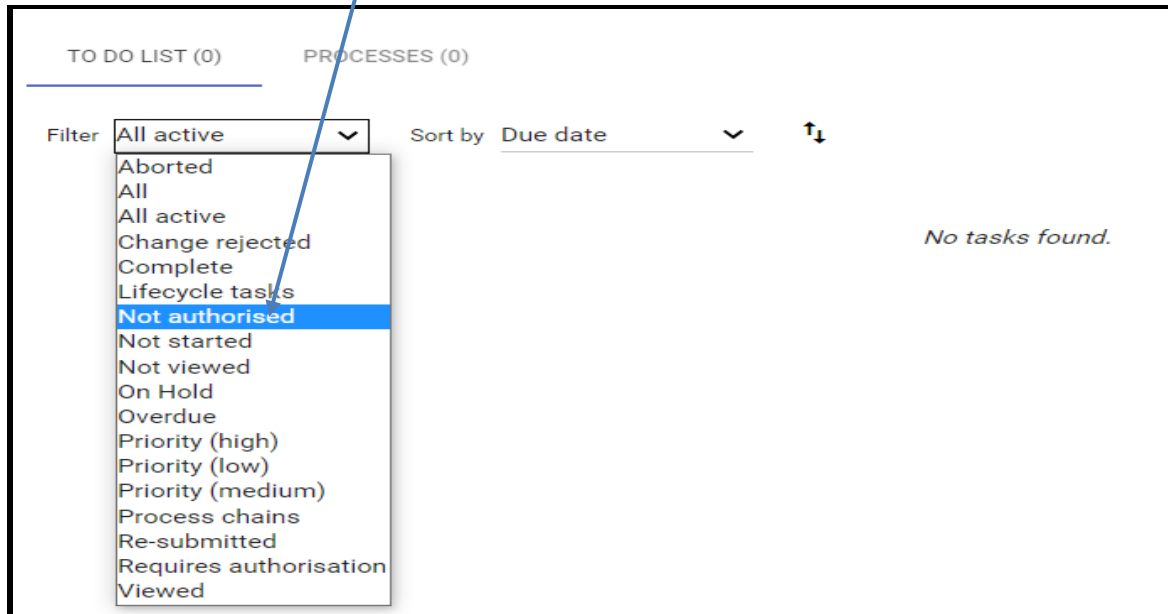 TO DO LIST (0) PROCESSES (0)
Filter All active Sort by Due date
Aborted
All
All active
Change rejected
No tasks found.
Complete
Lifecycle tasks
Not authorised
Not started
Not viewed
On Hold
Overdue
Priority (high)
Priority (low)
Priority (medium)
Process chains
Re-submitted
Requires authorisation
Viewed